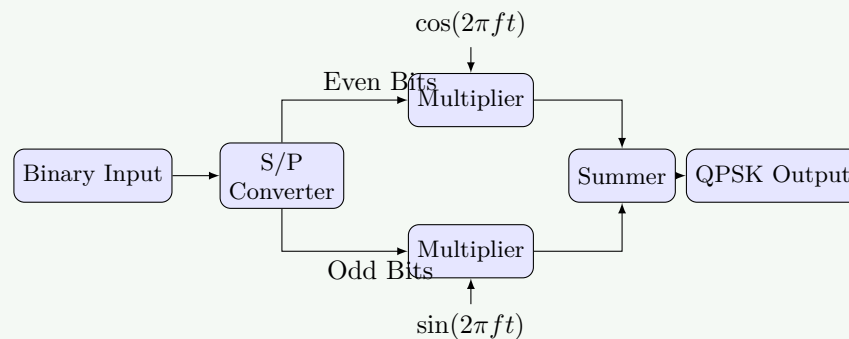 cos(2πft)
Even Bits
Multiplier
Binary Input
S/P
Converter
Summer
QPSK Output
Multiplier
Odd Bits
sin(2πft)